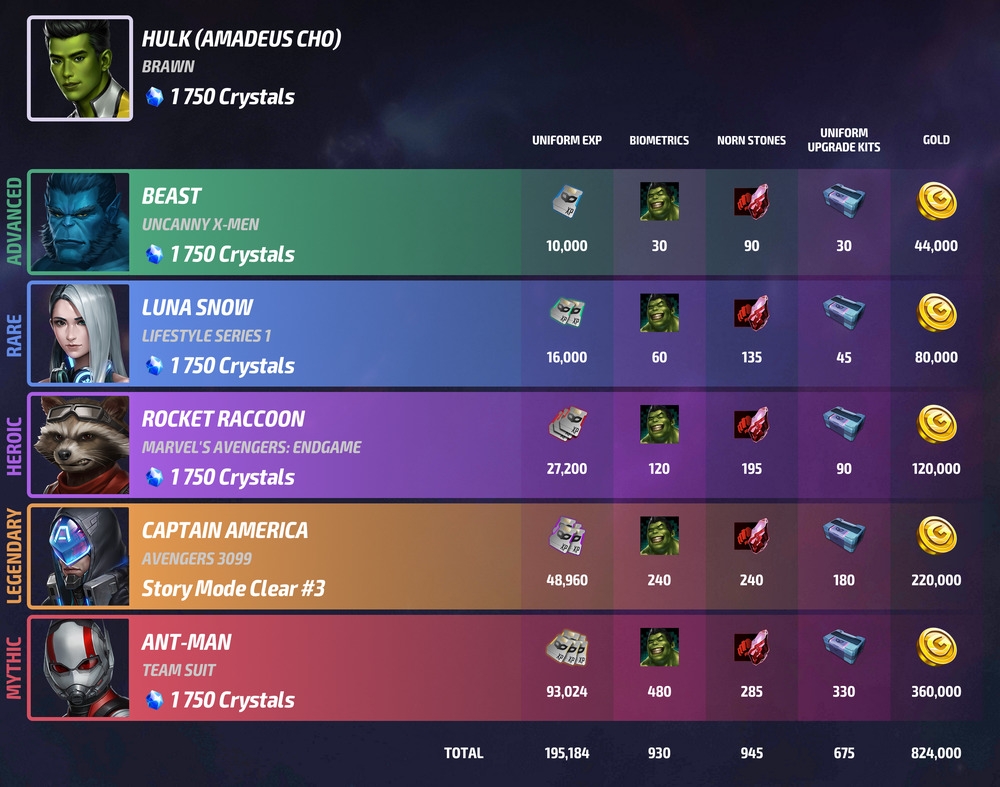 HULK (AMADEUS CHO)
BRAWN
1 750 Crystals
UNIFORM EXP BIOMETRICS NORN STONES UNIFORM UPGRADE KITS GOLD
ADVANCED
BEAST
UNCANNY X-MEN
1 750 Crystals
10,000 30 90 30 44,000
RARE
LUNA SNOW
LIFESTYLE SERIES 1
1 750 Crystals
16,000 60 135 45 80,000
HEROIC
ROCKET RACCOON
MARVEL'S AVENGERS: ENDGAME
1 750 Crystals
27,200 120 195 90 120,000
LEGENDARY
CAPTAIN AMERICA
AVENGERS 3099
Story Mode Clear #3
48,960 240 240 180 220,000
MYTHIC
ANT-MAN
TEAM SUIT
1 750 Crystals
93,024 480 285 330 360,000
TOTAL 195,184 930 945 675 824,000